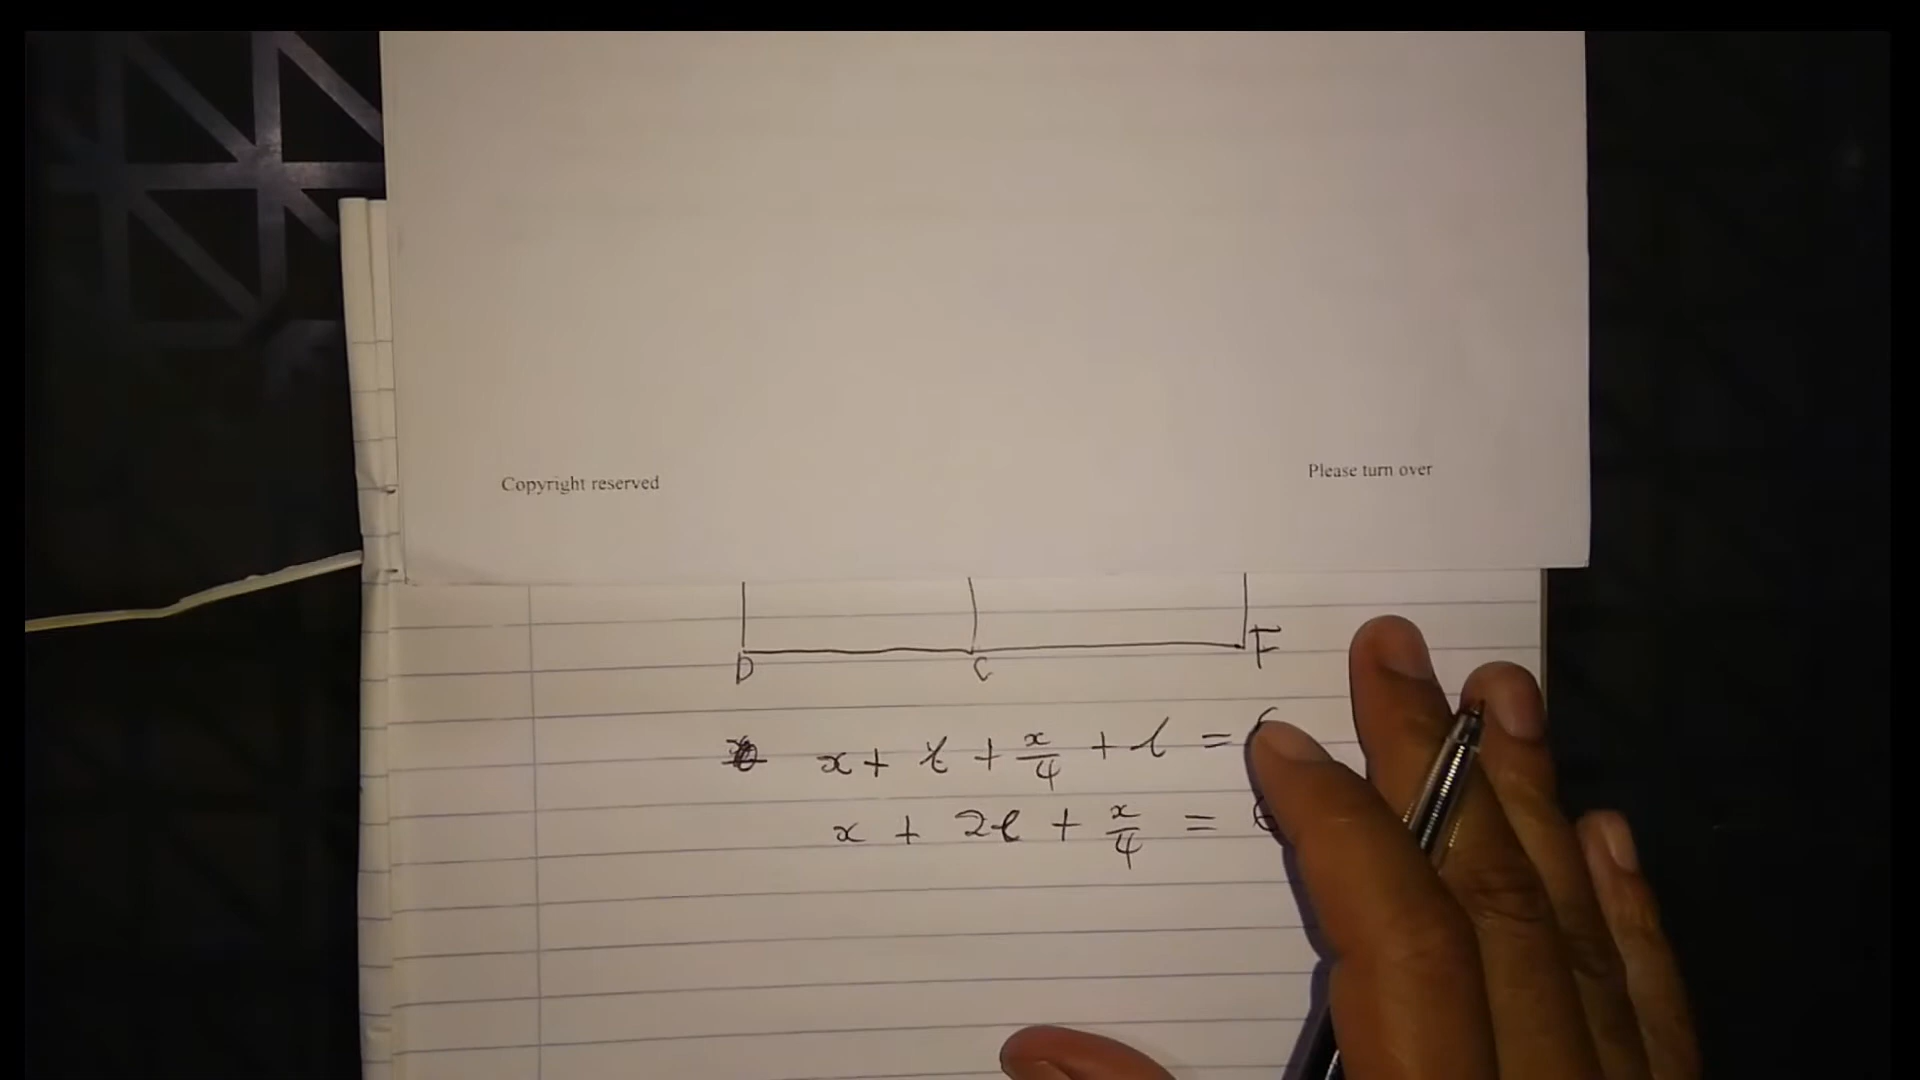 Copyright reserved Please turn over
D C F
x + l + x/4 + l =
x + 2l + x/4 =